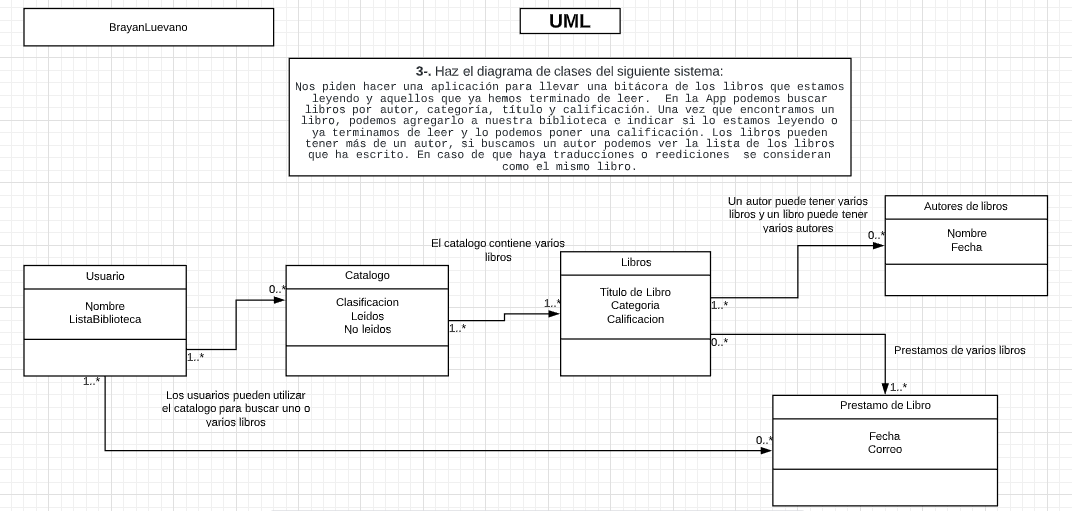 BrayanLuevano
UML
3-. Haz el diagrama de clases del siguiente sistema:
Nos piden hacer una aplicación para llevar una bitácora de los libros que estamos
leyendo y aquellos que ya hemos terminado de leer. En la App podemos buscar
libros por autor, categoría, título y calificación. Una vez que encontramos un
libro, podemos agregarlo a nuestra biblioteca e indicar si lo estamos leyendo o
ya terminamos de leer y lo podemos poner una calificación. Los libros pueden
tener más de un autor, si buscamos un autor podemos ver la lista de los libros
que ha escrito. En caso de que haya traducciones o reediciones se consideran
como el mismo libro.
Un autor puede tener varios
libros y un libro puede tener
varios autores
Autores de libros
Nombre
Fecha
0..*
El catalogo contiene varios
libros
Libros
Titulo de Libro
Categoria
Calificacion
1..*
1..*
0..*
Usuario
Nombre
ListaBiblioteca
1..*
1..*
Catalogo
Clasificacion
Leidos
No leidos
0..*
1..*
Prestamos de varios libros
1..*
Los usuarios pueden utilizar
el catalogo para buscar uno o
varios libros
Prestamo de Libro
Fecha
Correo
0..*